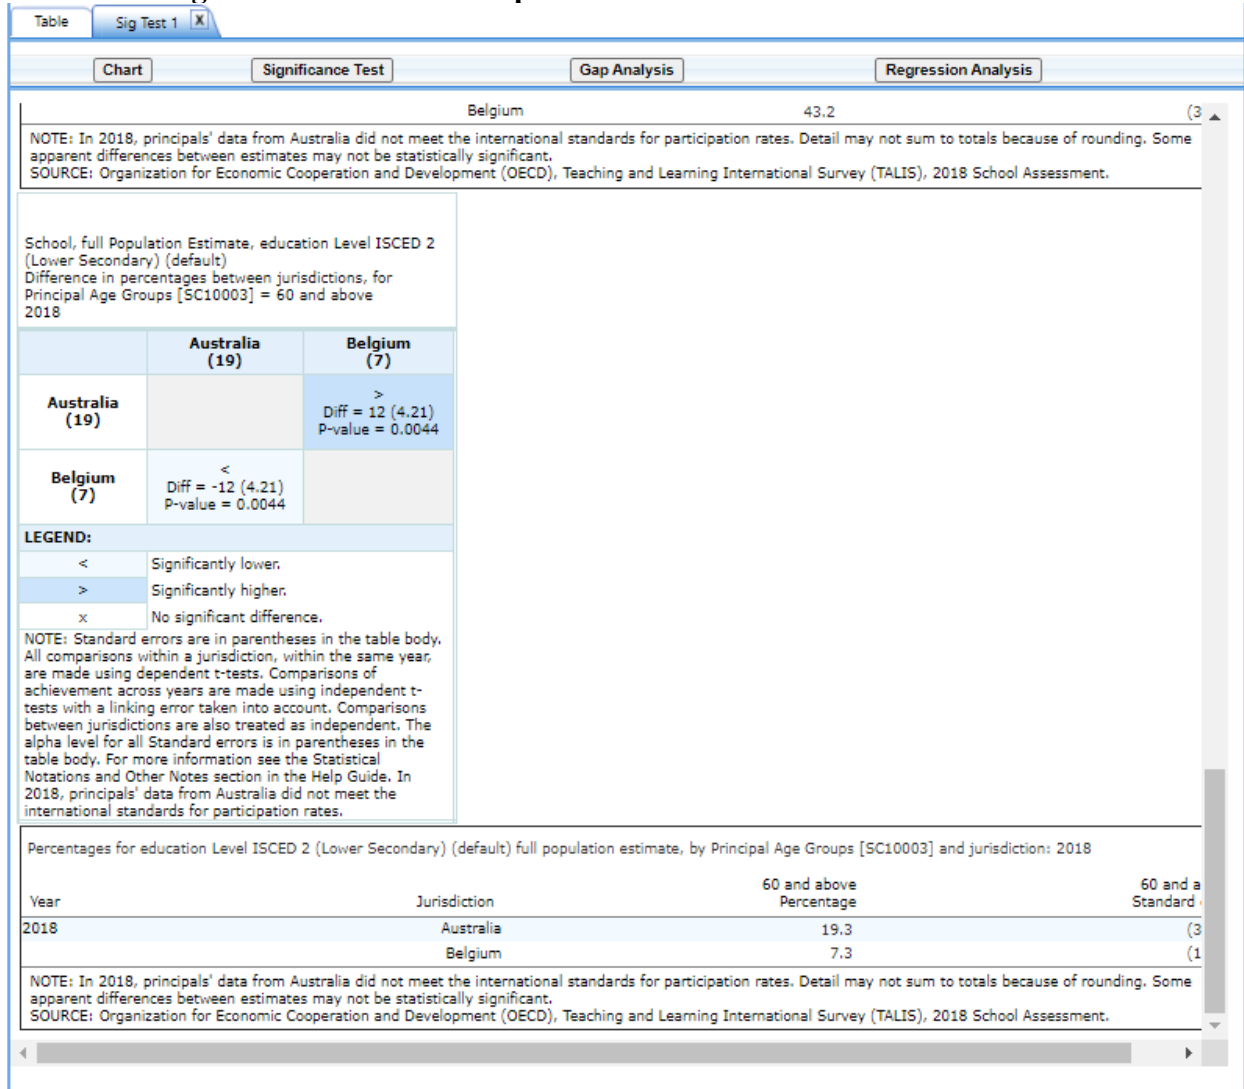 Table
Sig Test 1 X
Chart
Significance Test
Gap Analysis
Regression Analysis
Belgium 43.2 (3
NOTE: In 2018, principals' data from Australia did not meet the international standards for participation rates. Detail may not sum to totals because of rounding. Some
apparent differences between estimates may not be statistically significant.
SOURCE: Organization for Economic Cooperation and Development (OECD), Teaching and Learning International Survey (TALIS), 2018 School Assessment.
School, full Population Estimate, education Level ISCED 2
(Lower Secondary) (default)
Difference in percentages between jurisdictions, for
Principal Age Groups [SC10003] = 60 and above
2018
Australia
(19)
Belgium
(7)
Australia
(19)
>
Diff = 12 (4.21)
P-value = 0.0044
Belgium
(7)
<
Diff = -12 (4.21)
P-value = 0.0044
LEGEND:
< Significantly lower.
> Significantly higher.
x No significant difference.
NOTE: Standard errors are in parentheses in the table body.
All comparisons within a jurisdiction, within the same year,
are made using dependent t-tests. Comparisons of
achievement across years are made using independent t-
tests with a linking error taken into account. Comparisons
between jurisdictions are also treated as independent. The
alpha level for all Standard errors is in parentheses in the
table body. For more information see the Statistical
Notations and Other Notes section in the Help Guide. In
2018, principals' data from Australia did not meet the
international standards for participation rates.
Percentages for education Level ISCED 2 (Lower Secondary) (default) full population estimate, by Principal Age Groups [SC10003] and jurisdiction: 2018
60 and above 60 and a
Year Jurisdiction Percentage Standard
2018 Australia 19.3 (3
Belgium 7.3 (1
NOTE: In 2018, principals' data from Australia did not meet the international standards for participation rates. Detail may not sum to totals because of rounding. Some
apparent differences between estimates may not be statistically significant.
SOURCE: Organization for Economic Cooperation and Development (OECD), Teaching and Learning International Survey (TALIS), 2018 School Assessment.